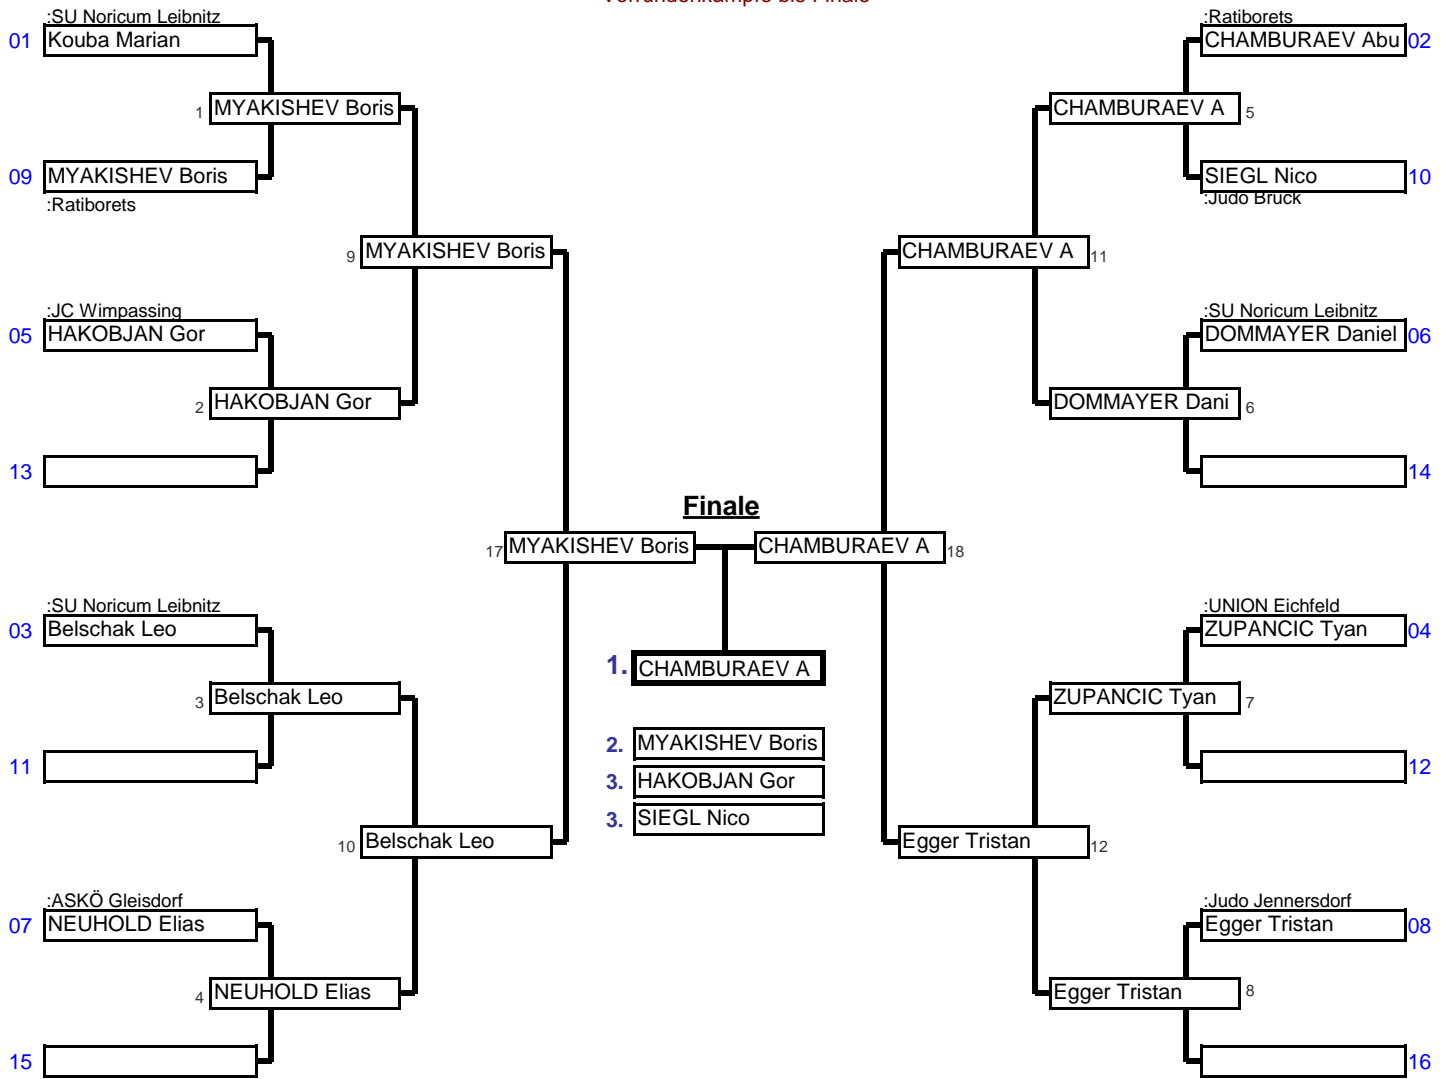 Vorrundenkämpfe bis Finale
:SU Noricum Leibnitz
01 Kouba Marian
1 MYAKISHEV Boris
09 MYAKISHEV Boris
:Ratiborets
9 MYAKISHEV Boris
:JC Wimpassing
05 HAKOBJAN Gor
2 HAKOBJAN Gor
13
17 MYAKISHEV Boris
:SU Noricum Leibnitz
03 Belschak Leo
3 Belschak Leo
11
10 Belschak Leo
:ASKÖ Gleisdorf
07 NEUHOLD Elias
4 NEUHOLD Elias
15
Finale
1. CHAMBURAEV A
2. MYAKISHEV Boris
3. HAKOBJAN Gor
3. SIEGL Nico
:Ratiborets
CHAMBURAEV Abu 02
CHAMBURAEV A 5
SIEGL Nico 10
:Judo Bruck
CHAMBURAEV A 11
:SU Noricum Leibnitz
DOMMAYER Daniel 06
DOMMAYER Dani 6
14
CHAMBURAEV A 18
:UNION Eichfeld
ZUPANCIC Tyan 04
ZUPANCIC Tyan 7
12
Egger Tristan 12
:Judo Jennersdorf
Egger Tristan 08
Egger Tristan 8
16